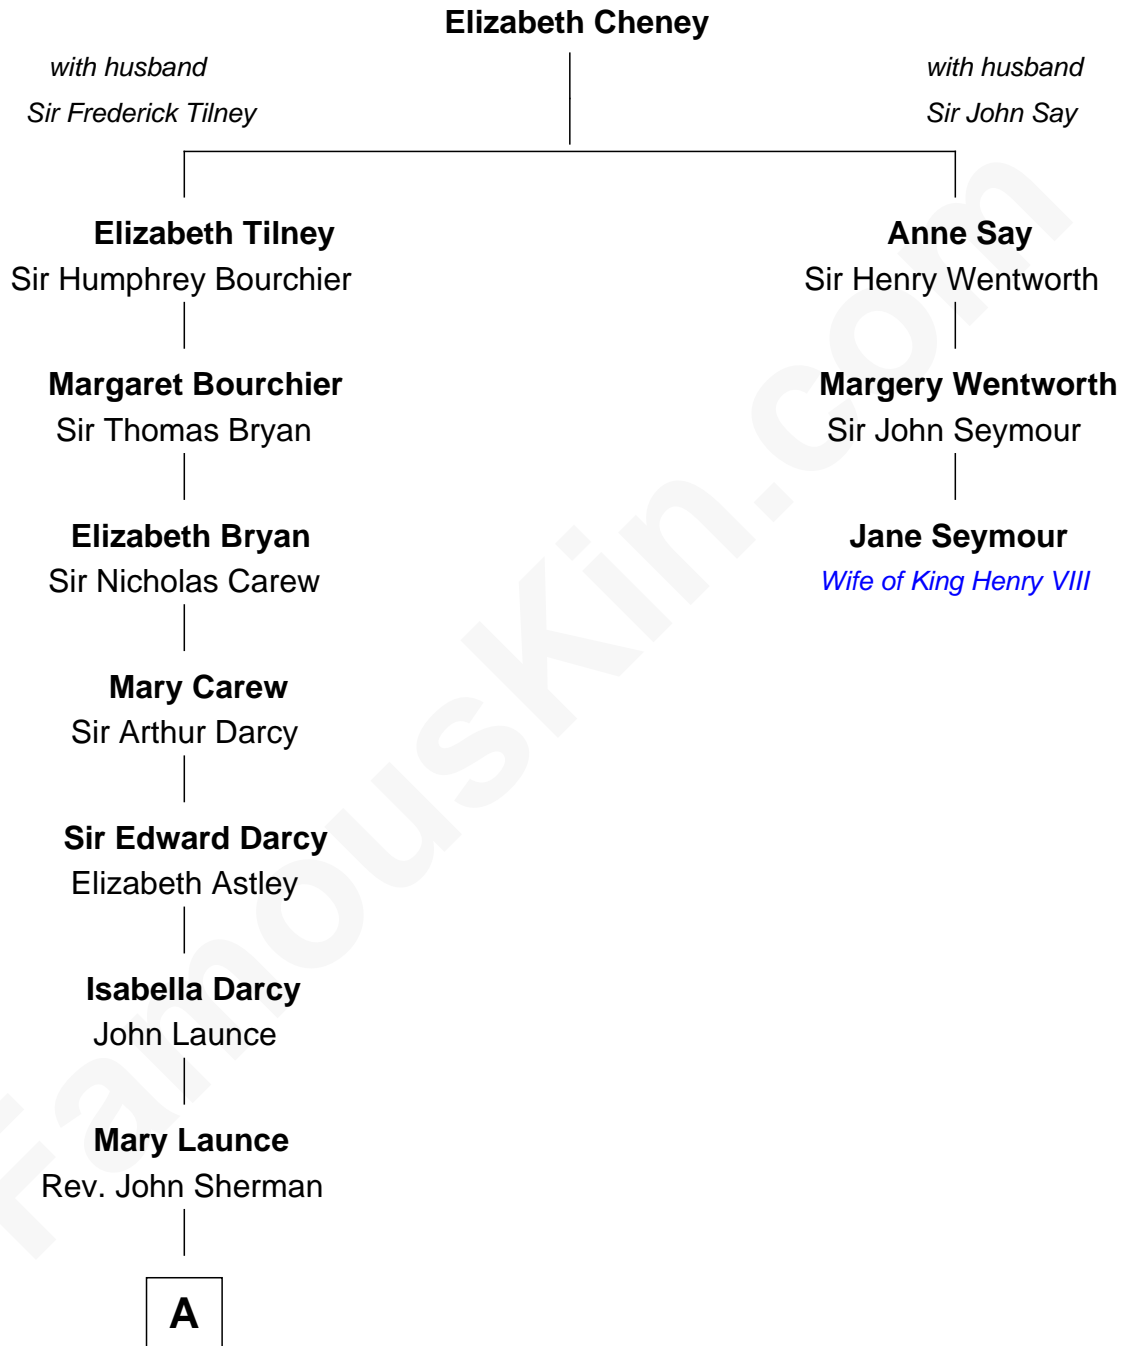 Elizabeth Cheney
with husband
Sir Frederick Tilney
with husband
Sir John Say
Elizabeth Tilney
Sir Humphrey Bourchier
Anne Say
Sir Henry Wentworth
Margaret Bourchier
Sir Thomas Bryan
Margery Wentworth
Sir John Seymour
Elizabeth Bryan
Sir Nicholas Carew
Jane Seymour
Wife of King Henry VIII
Mary Carew
Sir Arthur Darcy
Sir Edward Darcy
Elizabeth Astley
Isabella Darcy
John Launce
Mary Launce
Rev. John Sherman
A
FamousKin.com